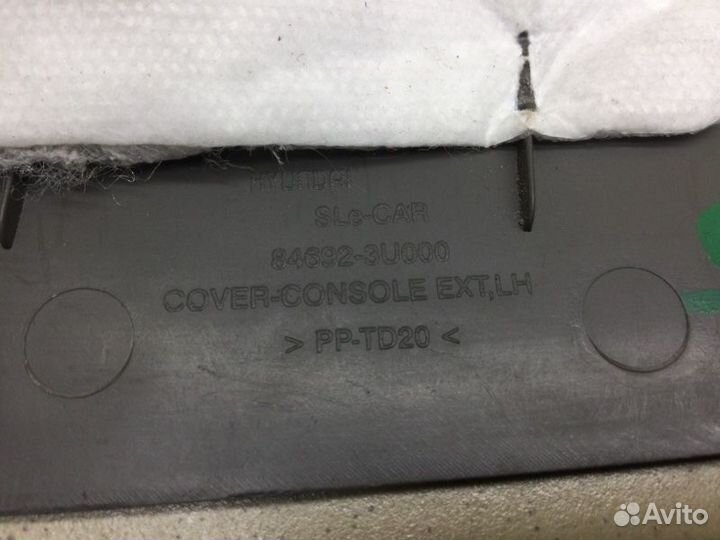 HYUNDAI
SLe-CAR
84692-3U000
COVER-CONSOLE EXT,LH
> PP-TD20 <
Avito